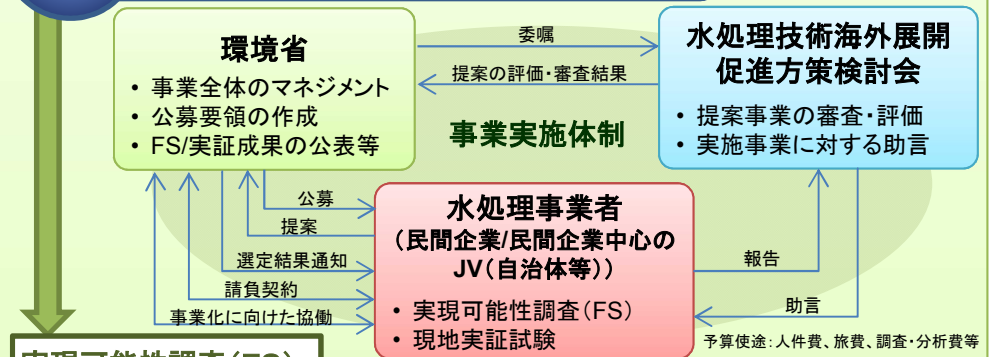 環境省
• 事業全体のマネジメント
• 公募要領の作成
• FS/実証成果の公表等
委嘱
提案の評価・審査結果
水処理技術海外展開
促進方策検討会
• 提案事業の審査・評価
• 実施事業に対する助言
事業実施体制
公募
提案
選定結果通知
請負契約
事業化に向けた協働
水処理事業者
(民間企業/民間企業中心の
JV(自治体等))
• 実現可能性調査(FS)
• 現地実証試験
報告
助言
予算使途:人件費、旅費、調査・分析費等
実現可能性調査(FS)